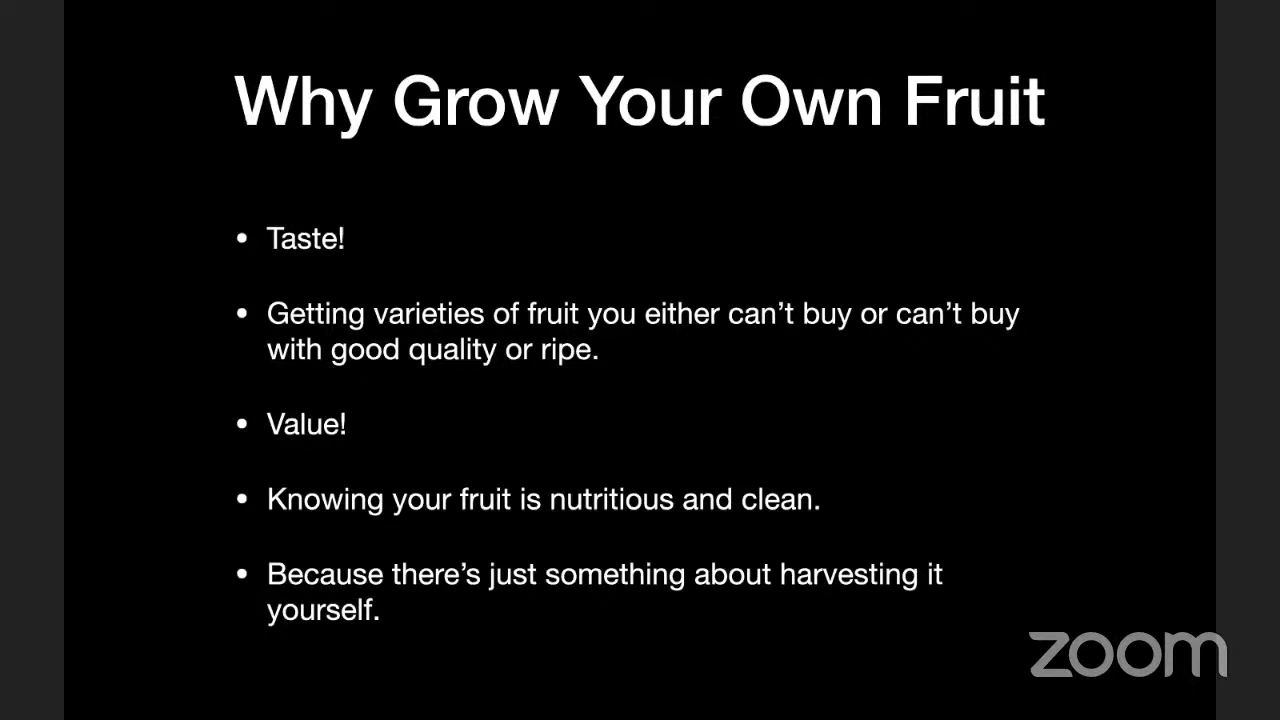 Why Grow Your Own Fruit
• Taste!
• Getting varieties of fruit you either can’t buy or can’t buy
with good quality or ripe.
• Value!
• Knowing your fruit is nutritious and clean.
• Because there’s just something about harvesting it
yourself.
zoom